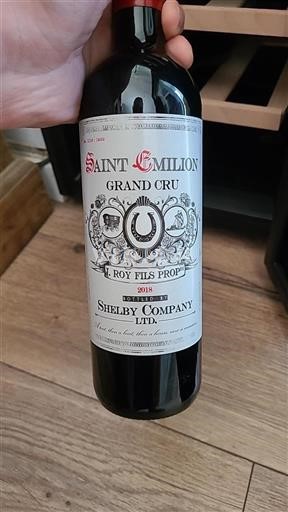 SAINT EMILION
GRAND CRU
J. ROY FILS PROP
2018
BOTTLED BY
SHELBY COMPANY
LTD.